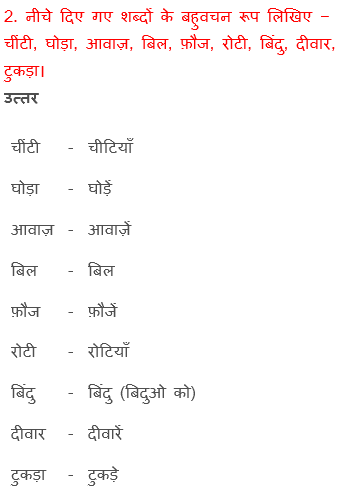 2. नीचे दिए गए शब्दों के बहुवचन रूप लिखिए −
चींटी, घोड़ा, आवाज़, बिल, फ़ौज, रोटी, बिंदु, दीवार,
टुकड़ा।
उत्तर
चींटी - चीटियाँ
घोड़ा - घोड़ें
आवाज़ - आवाज़ें
बिल - बिल
फ़ौज - फ़ौजें
रोटी - रोटियाँ
बिंदु - बिंदु (बिदुओ को)
दीवार - दीवारें
टुकड़ा - टुकड़े